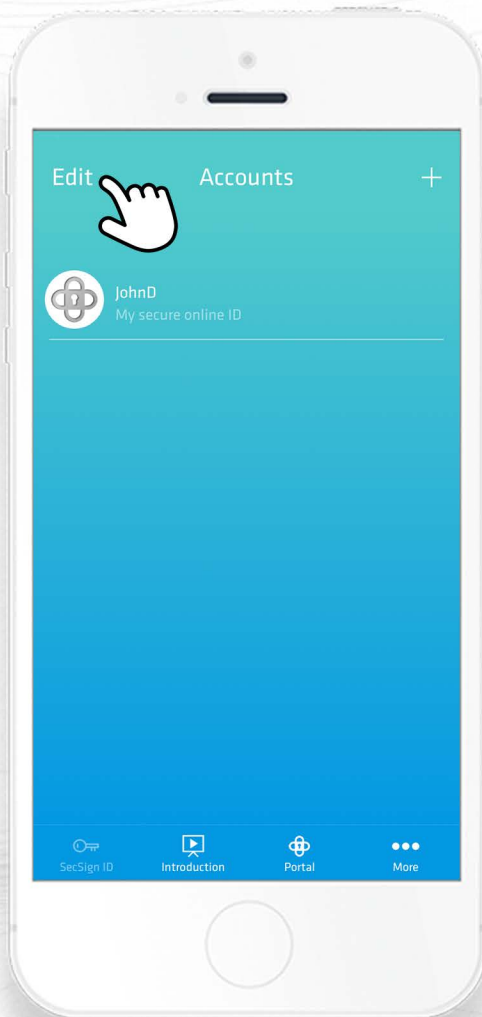 Edit
Accounts
+
JohnD
My secure online ID
SecSign ID
Introduction
Portal
More